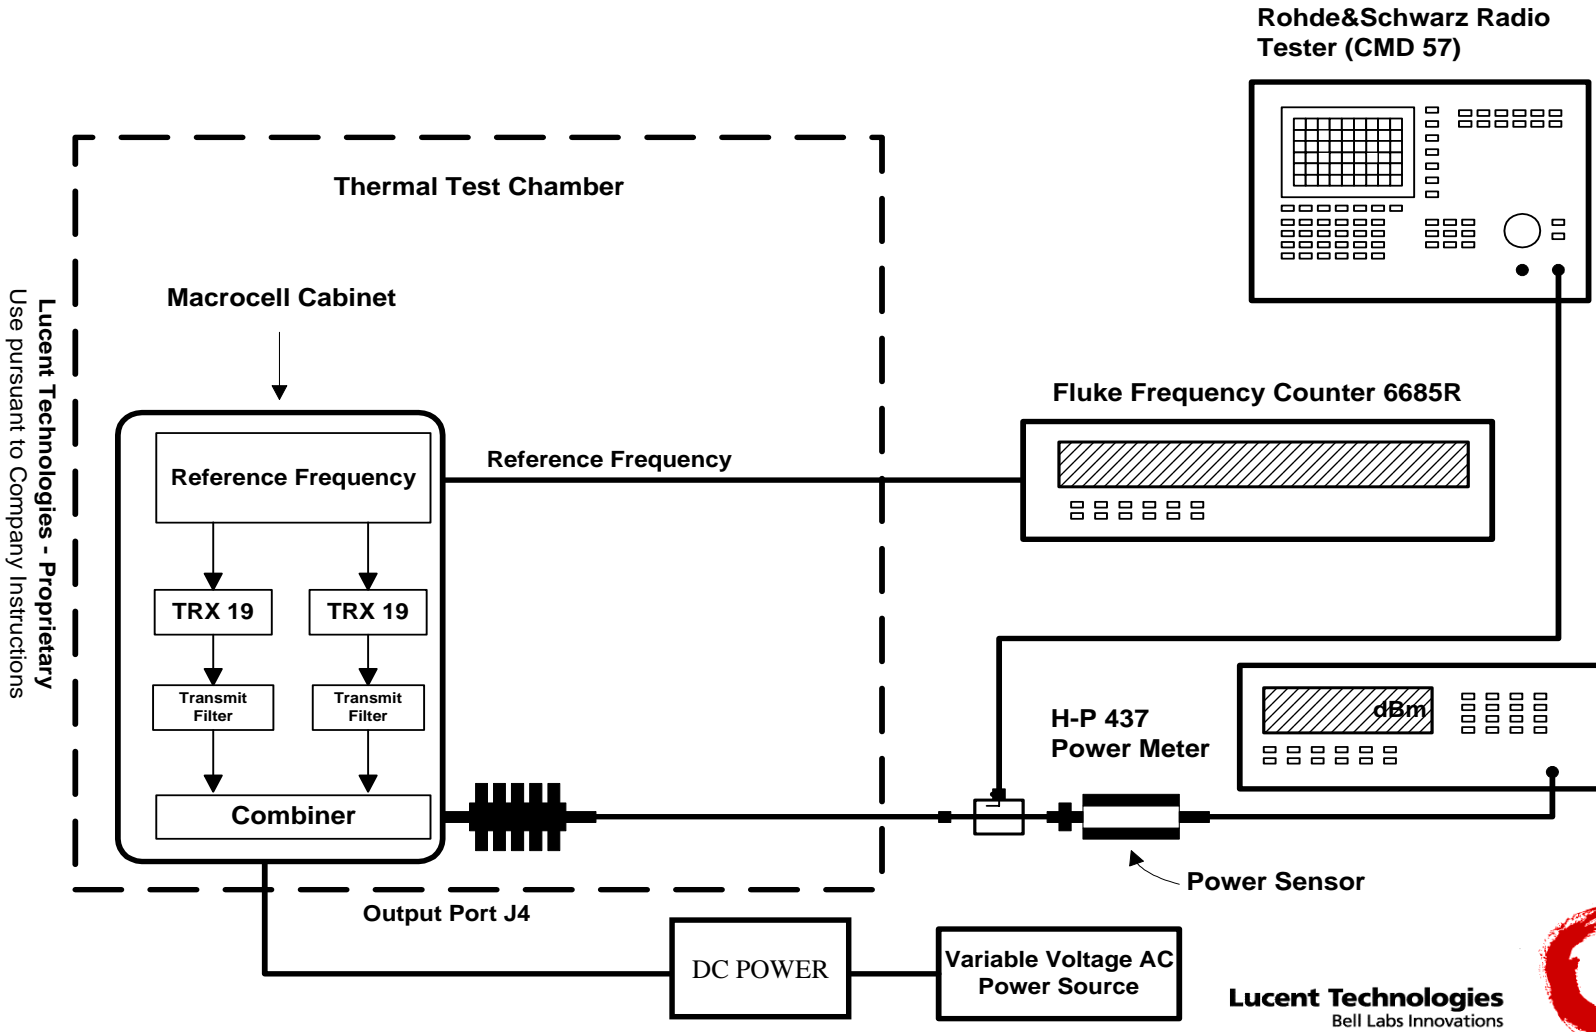 Rohde&Schwarz Radio
Tester (CMD 57)
Thermal Test Chamber
Macrocell Cabinet
Lucent Technologies - Proprietary
Use pursuant to Company Instructions
Fluke Frequency Counter 6685R
Reference Frequency
Reference Frequency
TRX 19
TRX 19
Transmit
Filter
Transmit
Filter
Combiner
H-P 437
Power Meter
dBm
Power Sensor
Output Port J4
DC POWER
Variable Voltage AC
Power Source
Lucent Technologies
Bell Labs Innovations